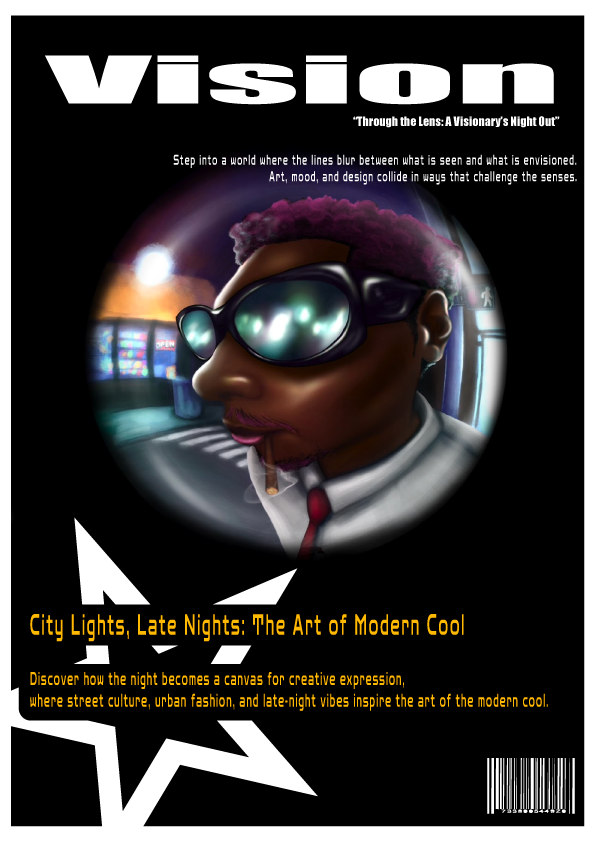 Vision
“Through the Lens: A Visionary’s Night Out”
Step into a world where the lines blur between what is seen and what is envisioned.
Art, mood, and design collide in ways that challenge the senses.
OPEN
City Lights, Late Nights: The Art of Modern Cool
Discover how the night becomes a canvas for creative expression,
where street culture, urban fashion, and late-night vibes inspire the art of the modern cool.